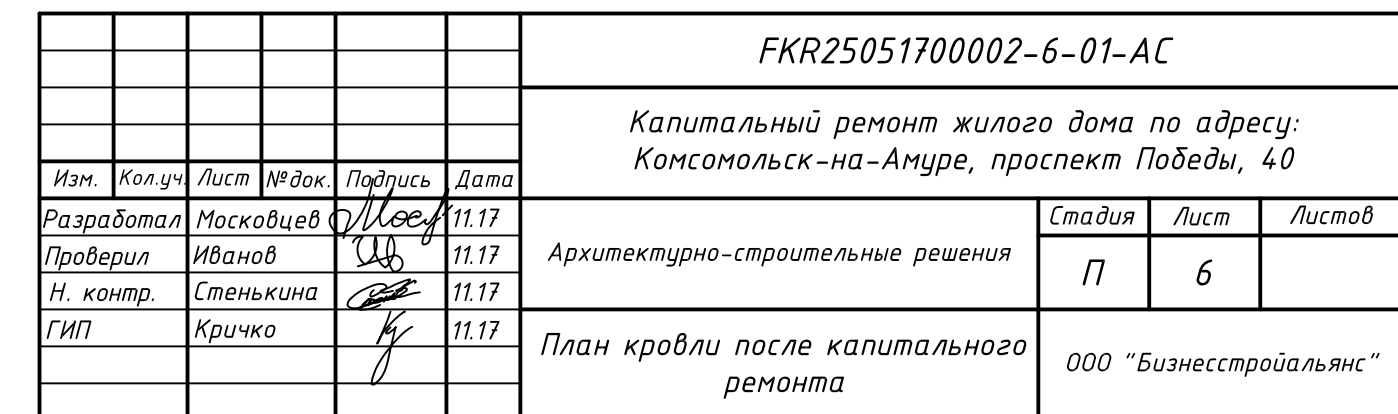 FKR25051700002-6-01-АС
Капитальный ремонт жилого дома по адресу:
Комсомольск-на-Амуре, проспект Победы, 40
Изм. Кол.уч. Лист №док. Подпись Дата
Разработал Московцев 11.17
Проверил Иванов 11.17
Н. контр. Стенькина 11.17
ГИП Кричко 11.17
Архитектурно-строительные решения
Стадия Лист Листов
П 6
План кровли после капитального
ремонта
ООО "Бизнесстройальянс"